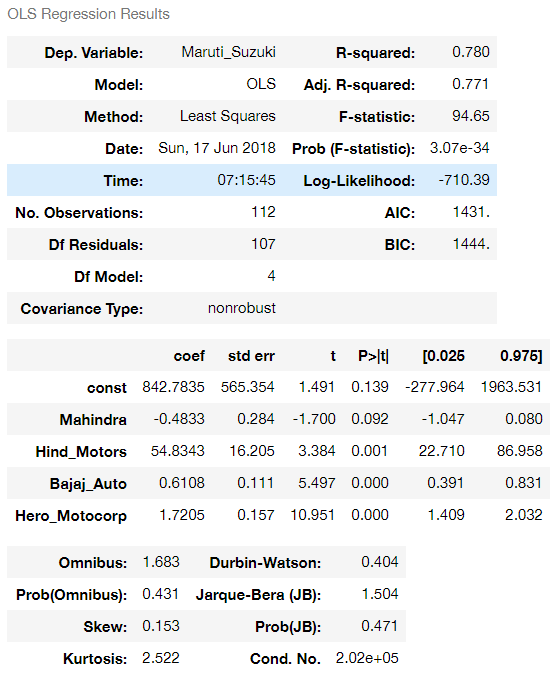 OLS Regression Results
Dep. Variable: Maruti_Suzuki R-squared: 0.780
Model: OLS Adj. R-squared: 0.771
Method: Least Squares F-statistic: 94.65
Date: Sun, 17 Jun 2018 Prob (F-statistic): 3.07e-34
Time: 07:15:45 Log-Likelihood: -710.39
No. Observations: 112 AIC: 1431.
Df Residuals: 107 BIC: 1444.
Df Model: 4
Covariance Type: nonrobust
coef std err t P>|t| [0.025 0.975]
const 842.7835 565.354 1.491 0.139 -277.964 1963.531
Mahindra -0.4833 0.284 -1.700 0.092 -1.047 0.080
Hind_Motors 54.8343 16.205 3.384 0.001 22.710 86.958
Bajaj_Auto 0.6108 0.111 5.497 0.000 0.391 0.831
Hero_Motocorp 1.7205 0.157 10.951 0.000 1.409 2.032
Omnibus: 1.683 Durbin-Watson: 0.404
Prob(Omnibus): 0.431 Jarque-Bera (JB): 1.504
Skew: 0.153 Prob(JB): 0.471
Kurtosis: 2.522 Cond. No. 2.02e+05